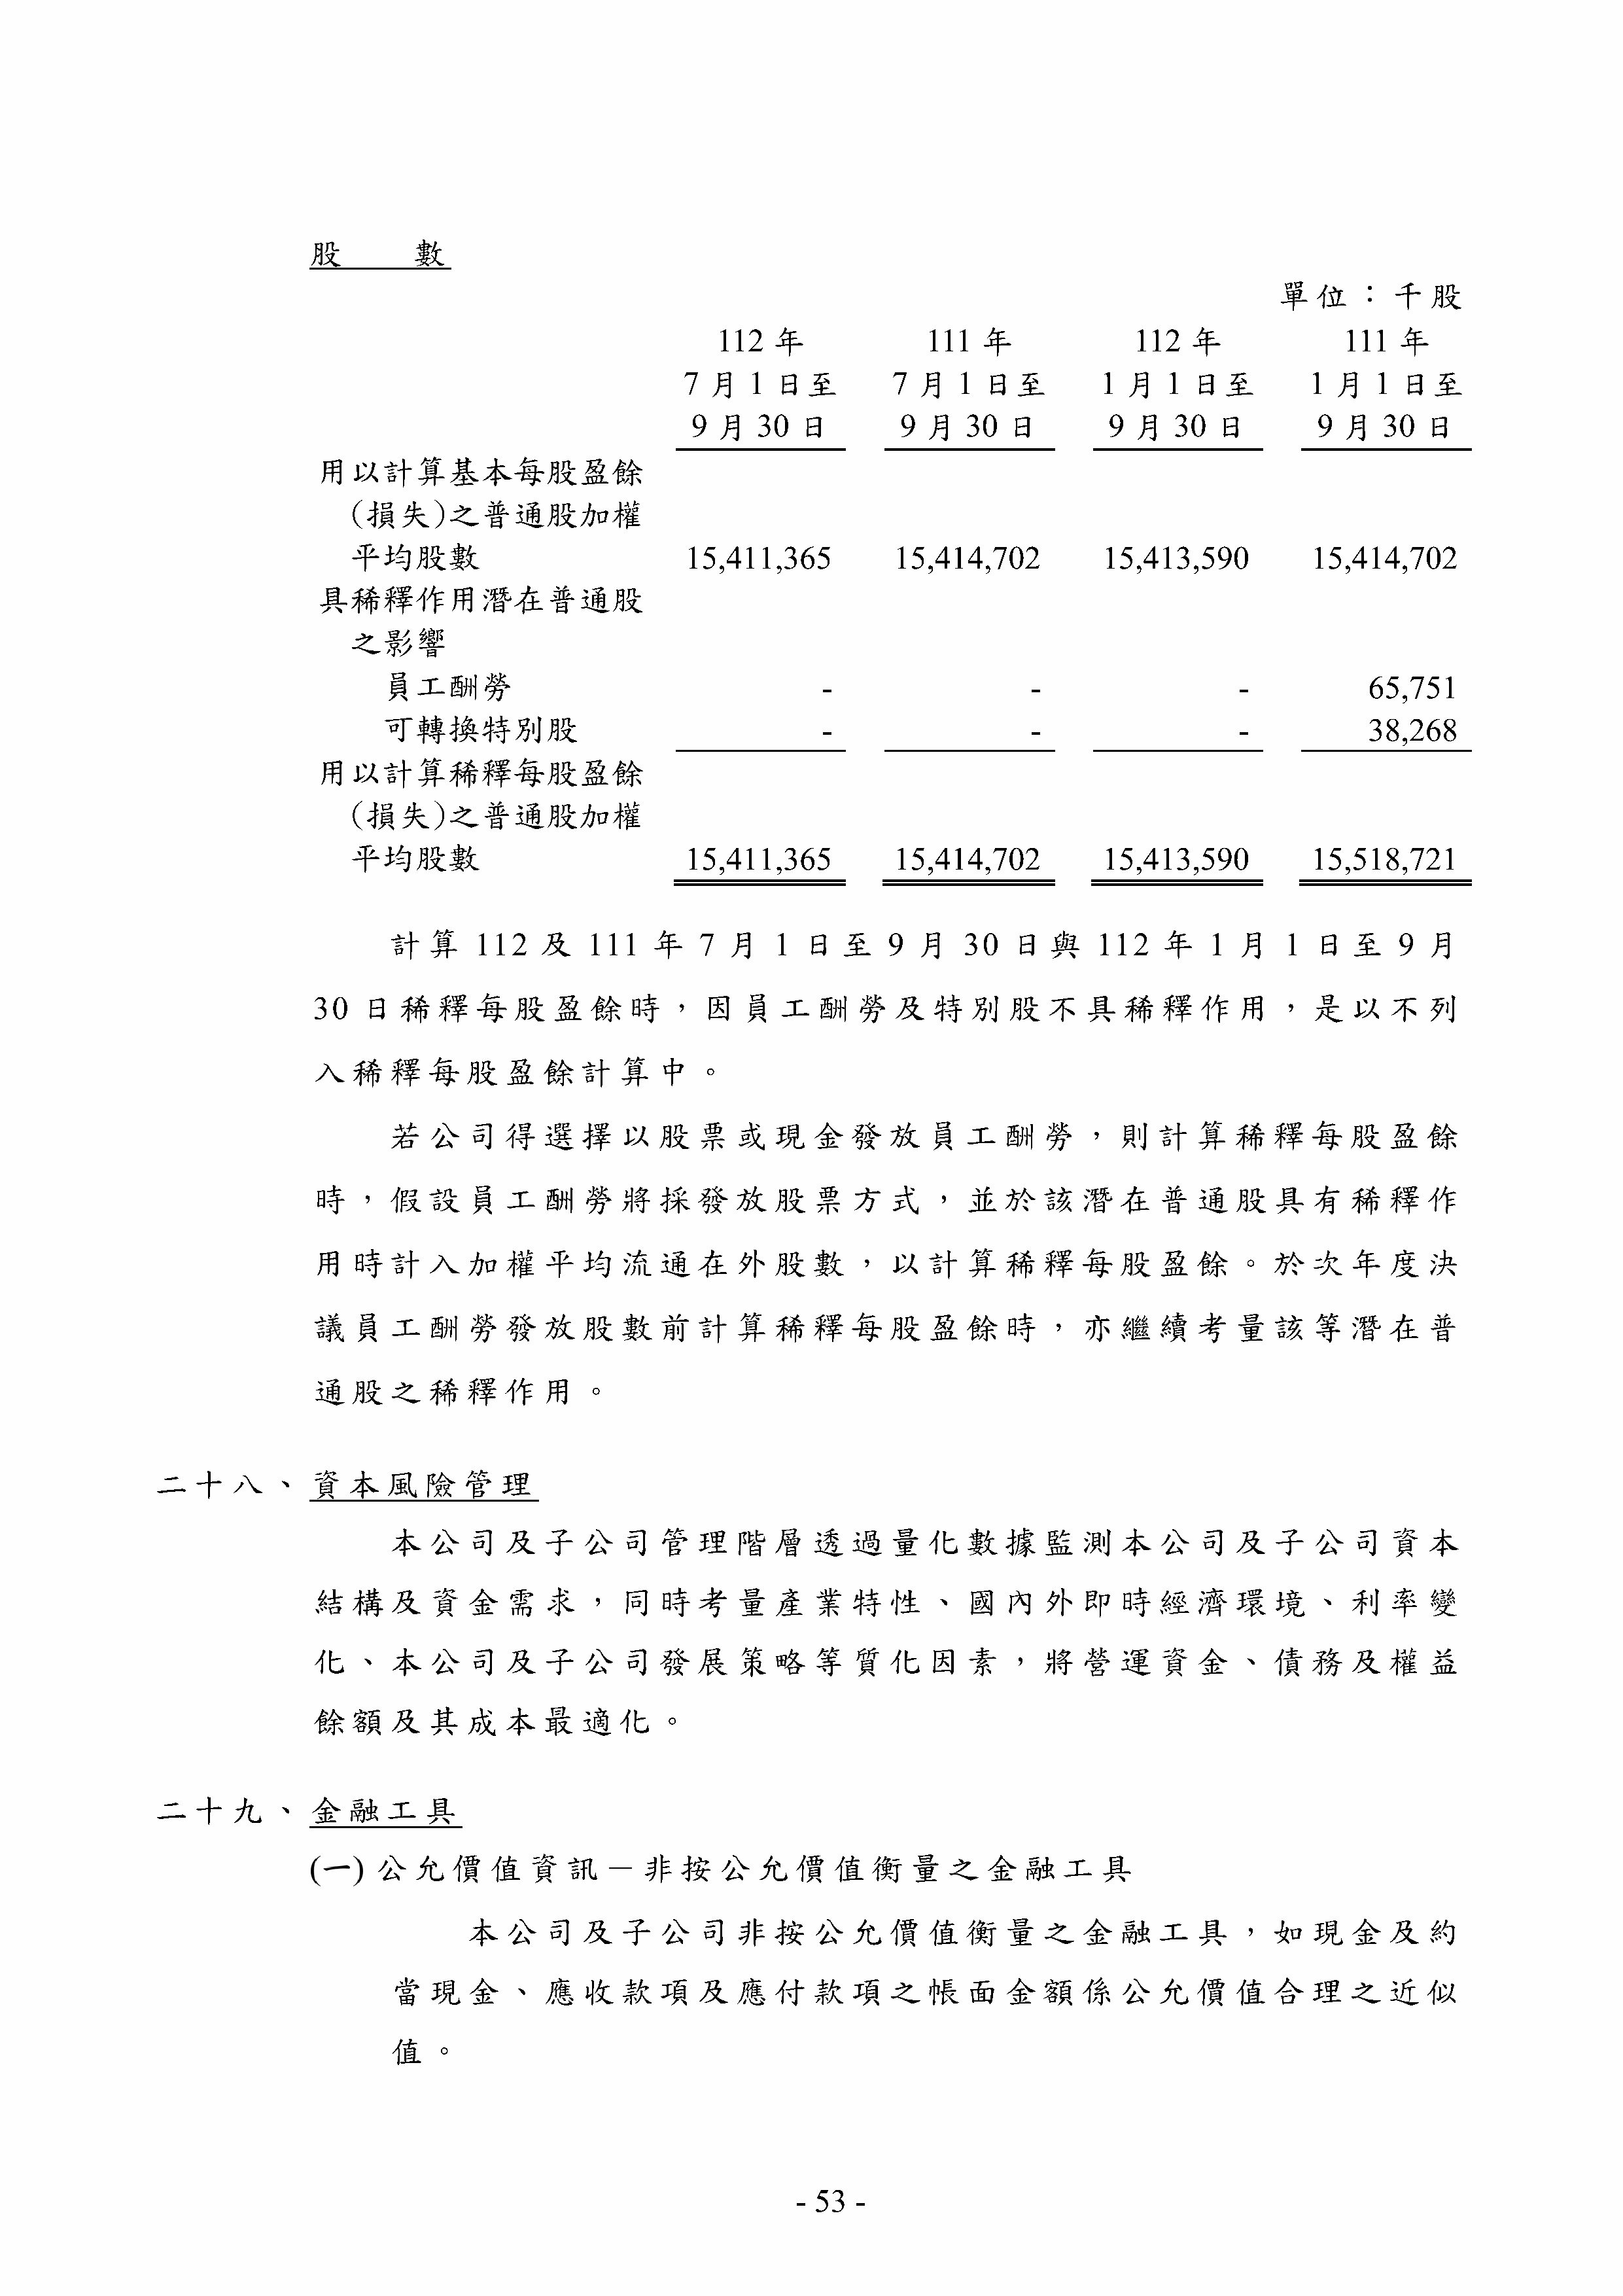 股　　數
單位：千股
112 年　111 年　112 年　111 年
7 月 1 日至　7 月 1 日至　1 月 1 日至　1 月 1 日至
9 月 30 日　9 月 30 日　9 月 30 日　9 月 30 日
用以計算基本每股盈餘
(損失)之普通股加權
平均股數　15,411,365　15,414,702　15,413,590　15,414,702
具稀釋作用潛在普通股
之影響
員工酬勞　-　-　-　65,751
可轉換特別股　-　-　-　38,268
用以計算稀釋每股盈餘
(損失)之普通股加權
平均股數　15,411,365　15,414,702　15,413,590　15,518,721
計算 112 及 111 年 7 月 1 日至 9 月 30 日與 112 年 1 月 1 日至 9 月
30 日稀釋每股盈餘時，因員工酬勞及特別股不具稀釋作用，是以不列
入稀釋每股盈餘計算中。
若公司得選擇以股票或現金發放員工酬勞，則計算稀釋每股盈餘
時，假設員工酬勞將採發放股票方式，並於該潛在普通股具有稀釋作
用時計入加權平均流通在外股數，以計算稀釋每股盈餘。於次年度決
議員工酬勞發放股數前計算稀釋每股盈餘時，亦繼續考量該等潛在普
通股之稀釋作用。
二十八、資本風險管理
本公司及子公司管理階層透過量化數據監測本公司及子公司資本
結構及資金需求，同時考量產業特性、國內外即時經濟環境、利率變
化、本公司及子公司發展策略等質化因素，將營運資金、債務及權益
餘額及其成本最適化。
二十九、金融工具
(一) 公允價值資訊－非按公允價值衡量之金融工具
本公司及子公司非按公允價值衡量之金融工具，如現金及約
當現金、應收款項及應付款項之帳面金額係公允價值合理之近似
值。
- 53 -